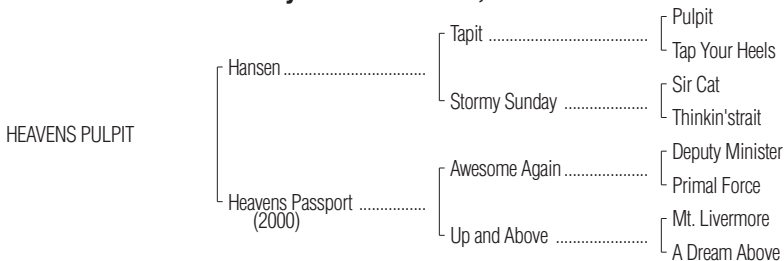 Pulpit
Tapit
Tap Your Heels
Hansen
Sir Cat
Stormy Sunday
Thinkin'strait
HEAVENS PULPIT
Deputy Minister
Awesome Again
Primal Force
Heavens Passport
(2000)
Mt. Livermore
Up and Above
A Dream Above